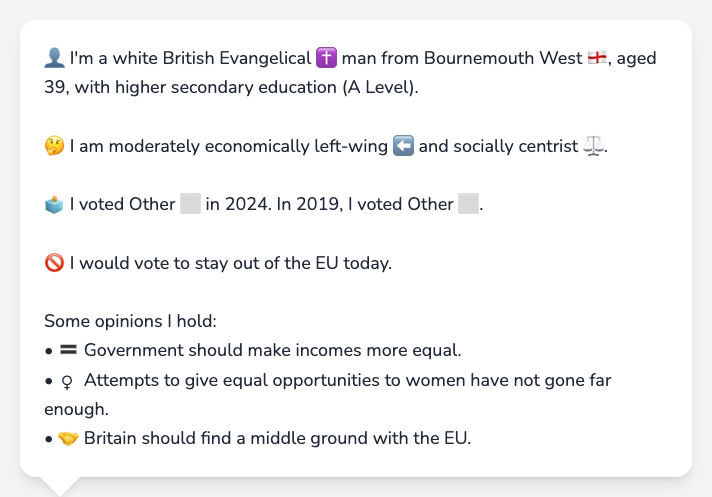 👤 I'm a white British Evangelical ✝️ man from Bournemouth West 🏴󠁧󠁢󠁥󠁮󠁧󠁿, aged
39, with higher secondary education (A Level).
🤔 I am moderately economically left-wing ⬅️ and socially centrist ⚖️.
🗳️ I voted Other ⬜ in 2024. In 2019, I voted Other ⬜.
🚫 I would vote to stay out of the EU today.
Some opinions I hold:
• 🟰 Government should make incomes more equal.
• ♀ Attempts to give equal opportunities to women have not gone far
enough.
• 🤝 Britain should find a middle ground with the EU.